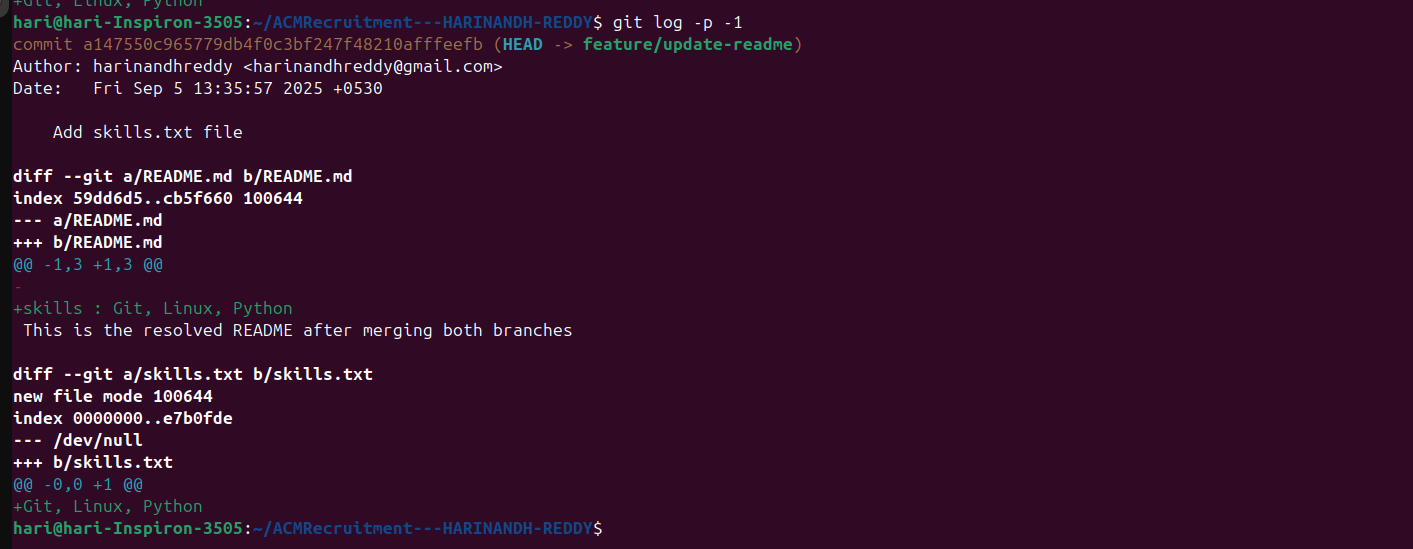 +Git, Linux, Python
hari@hari-Inspiron-3505:~/ACMRecruitment---HARINANDH-REDDY$ git log -p -1
commit a147550c965779db4f0c3bf247f48210afffeefb (HEAD -> feature/update-readme)
Author: harinandhreddy <harinandhreddy@gmail.com>
Date:   Fri Sep 5 13:35:57 2025 +0530

    Add skills.txt file

diff --git a/README.md b/README.md
index 59dd6d5..cb5f660 100644
--- a/README.md
+++ b/README.md
@@ -1,3 +1,3 @@
-
+skills : Git, Linux, Python
 This is the resolved README after merging both branches

diff --git a/skills.txt b/skills.txt
new file mode 100644
index 0000000..e7b0fde
--- /dev/null
+++ b/skills.txt
@@ -0,0 +1 @@
+Git, Linux, Python
hari@hari-Inspiron-3505:~/ACMRecruitment---HARINANDH-REDDY$